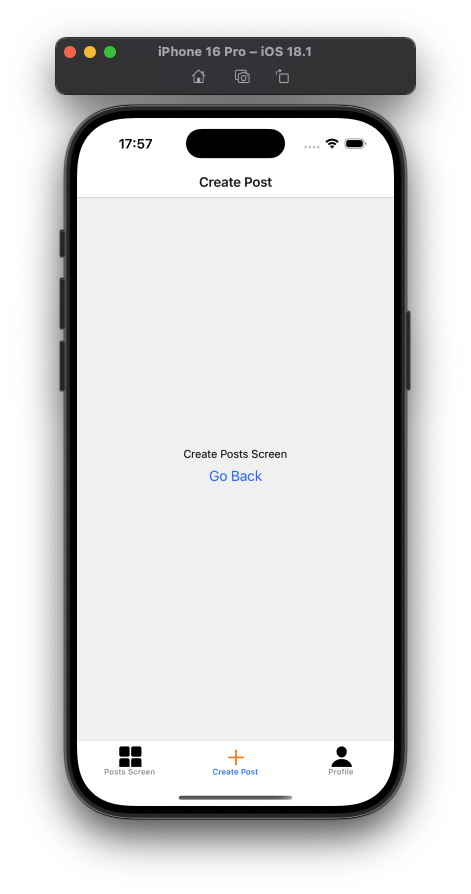 iPhone 16 Pro – iOS 18.1
17:57
Create Post
Create Posts Screen
Go Back
Posts Screen
Create Post
Profile